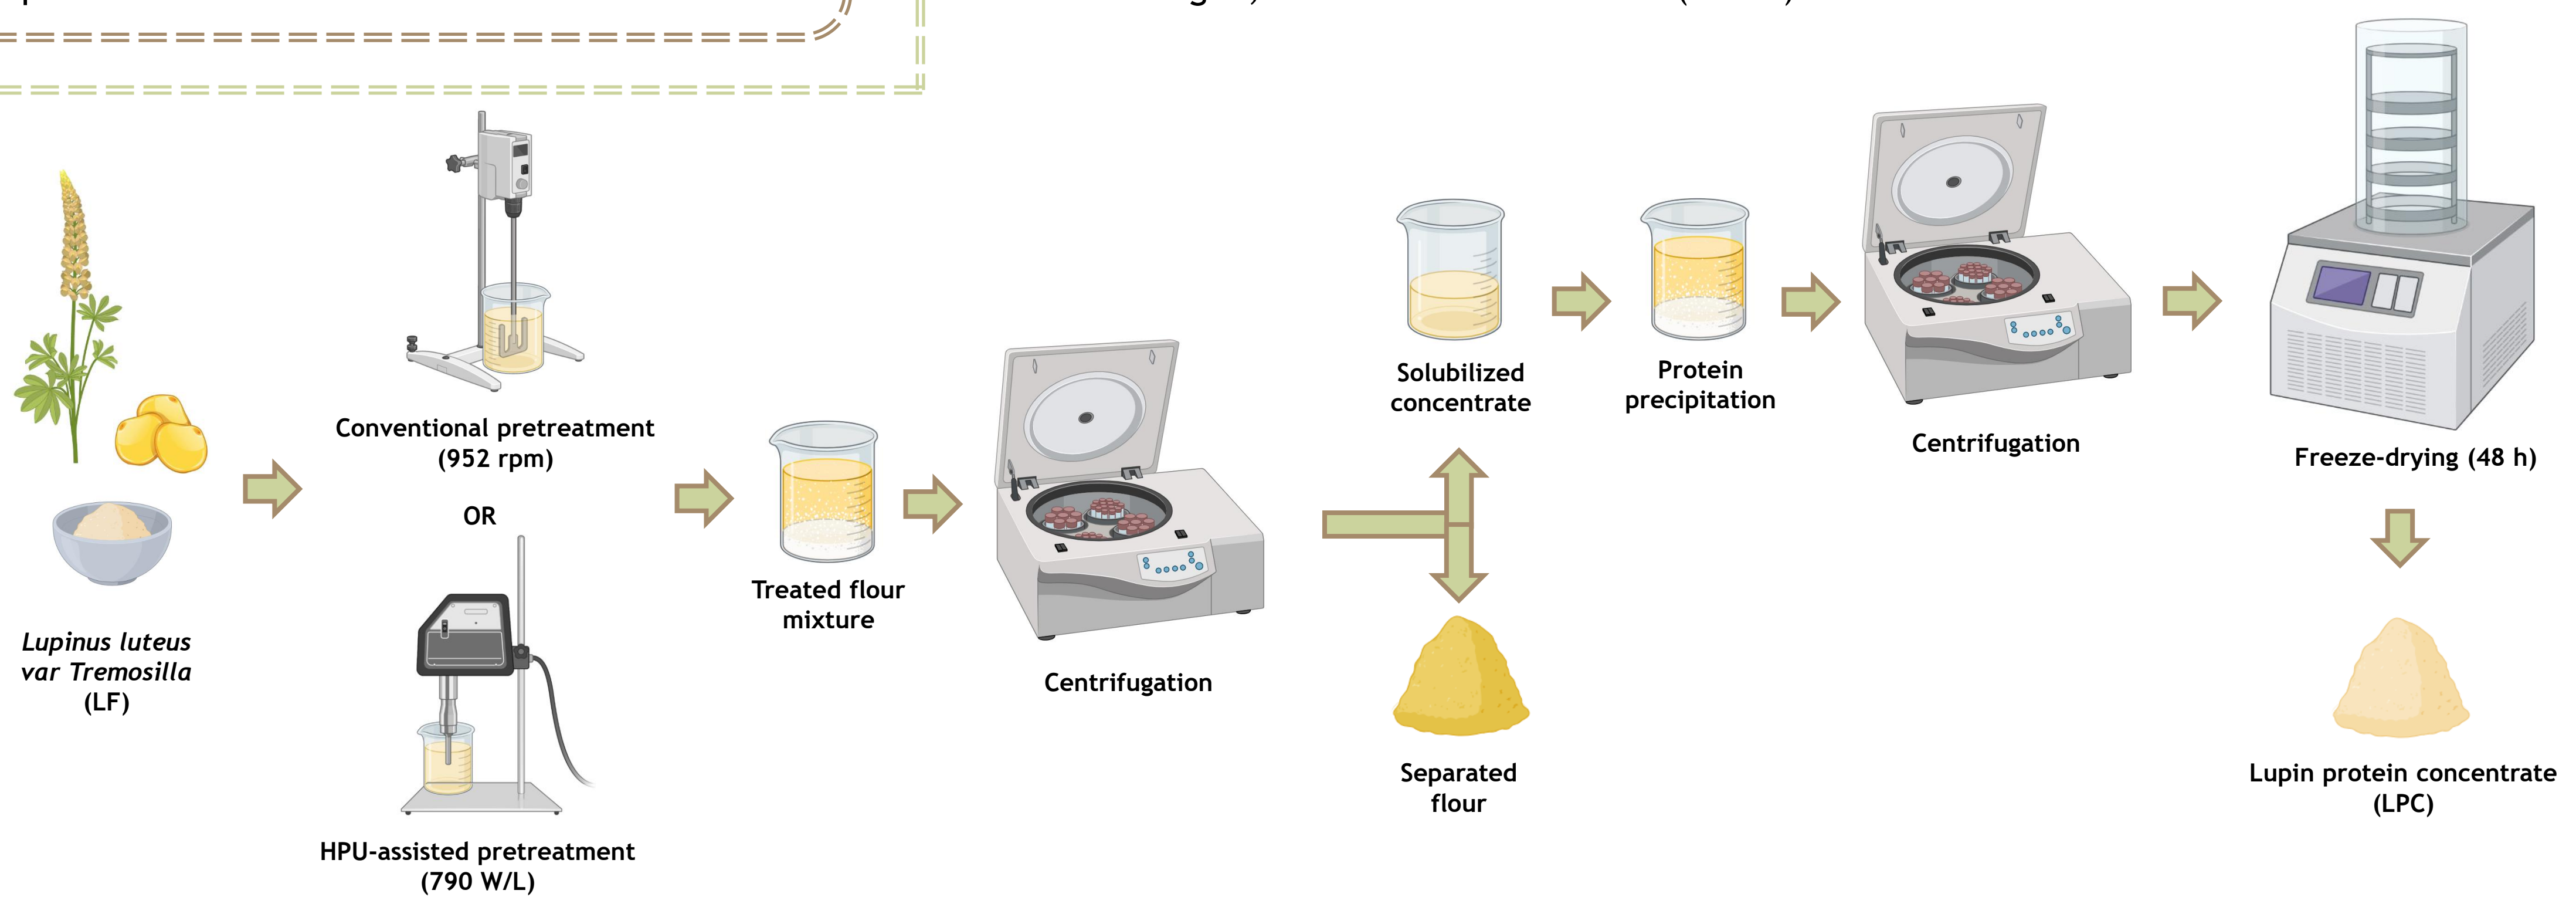 Lupinus luteus
var Tremosilla
(LF)
Conventional pretreatment
(952 rpm)
OR
HPU-assisted pretreatment
(790 W/L)
Treated flour
mixture
Centrifugation
Solubilized
concentrate
Separated
flour
Protein
precipitation
Centrifugation
Freeze-drying (48 h)
Lupin protein concentrate
(LPC)